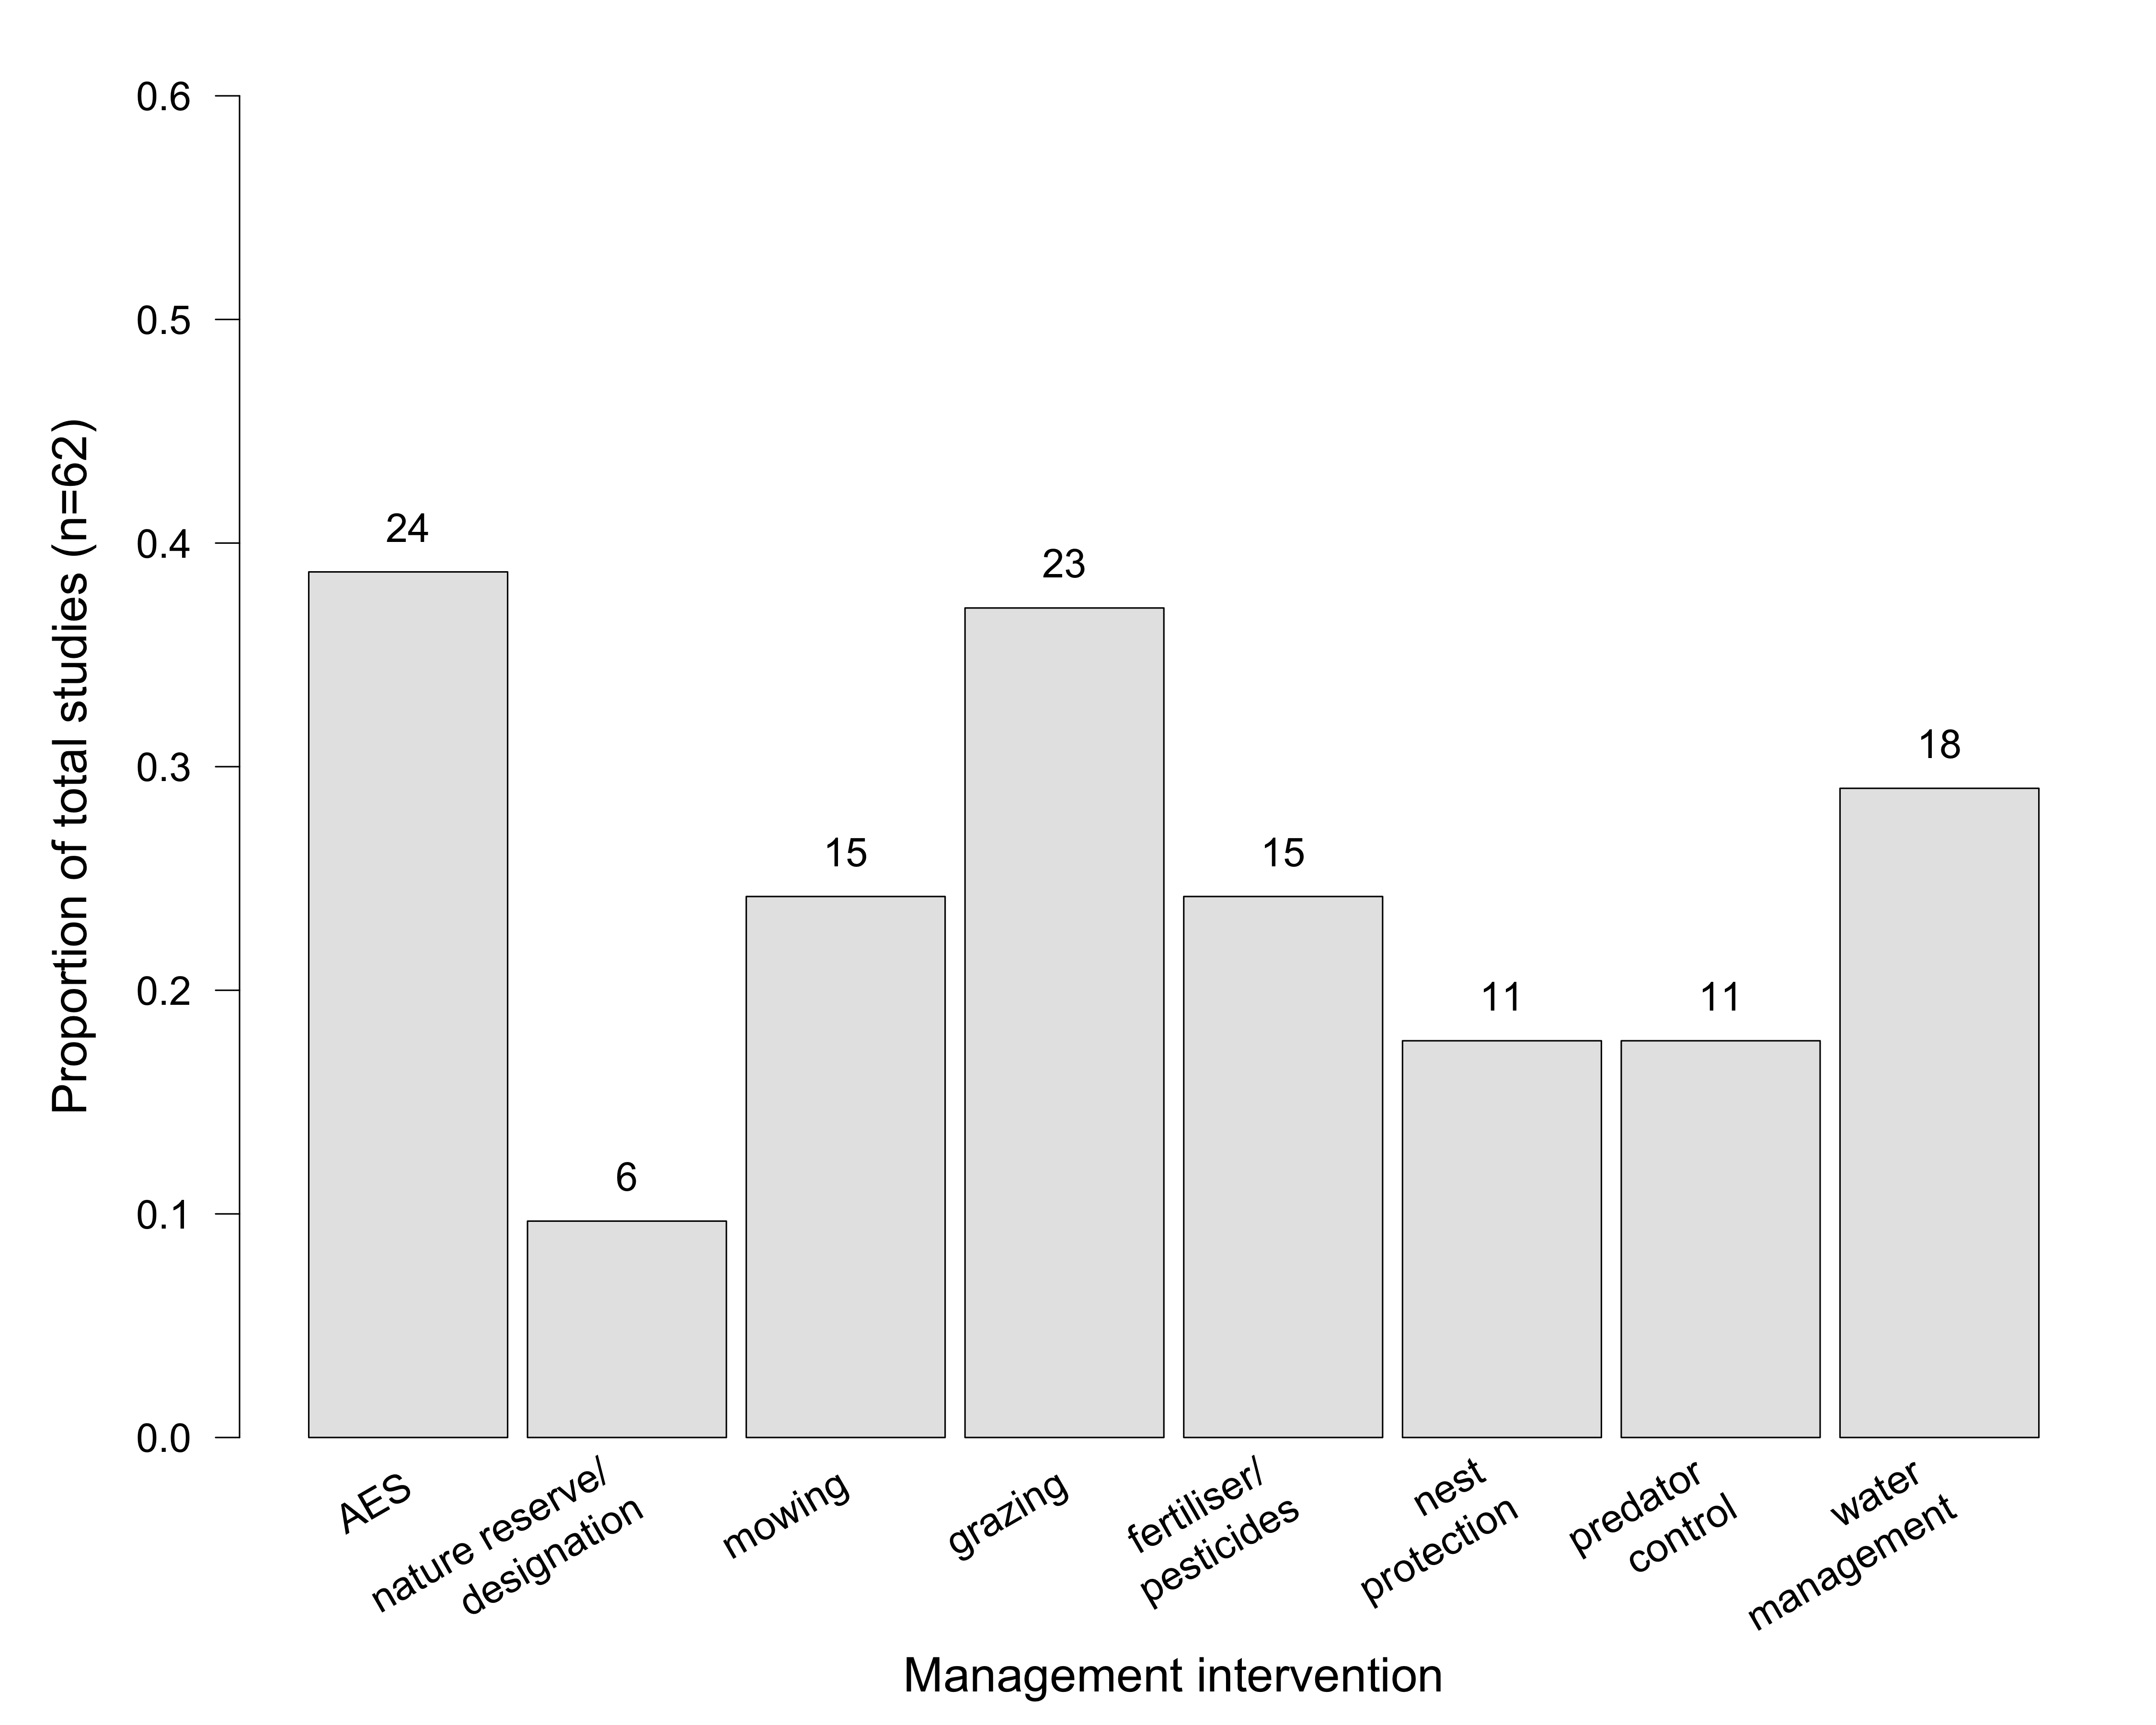 Proportion of total studies (n=62)
0.6
0.5
0.4
0.3
0.2
0.1
0.0
24
6
15
23
15
11
11
18
AES
nature reserve/
designation
mowing
grazing
fertiliser/
pesticides
nest
protection
predator
control
water
management
Management intervention